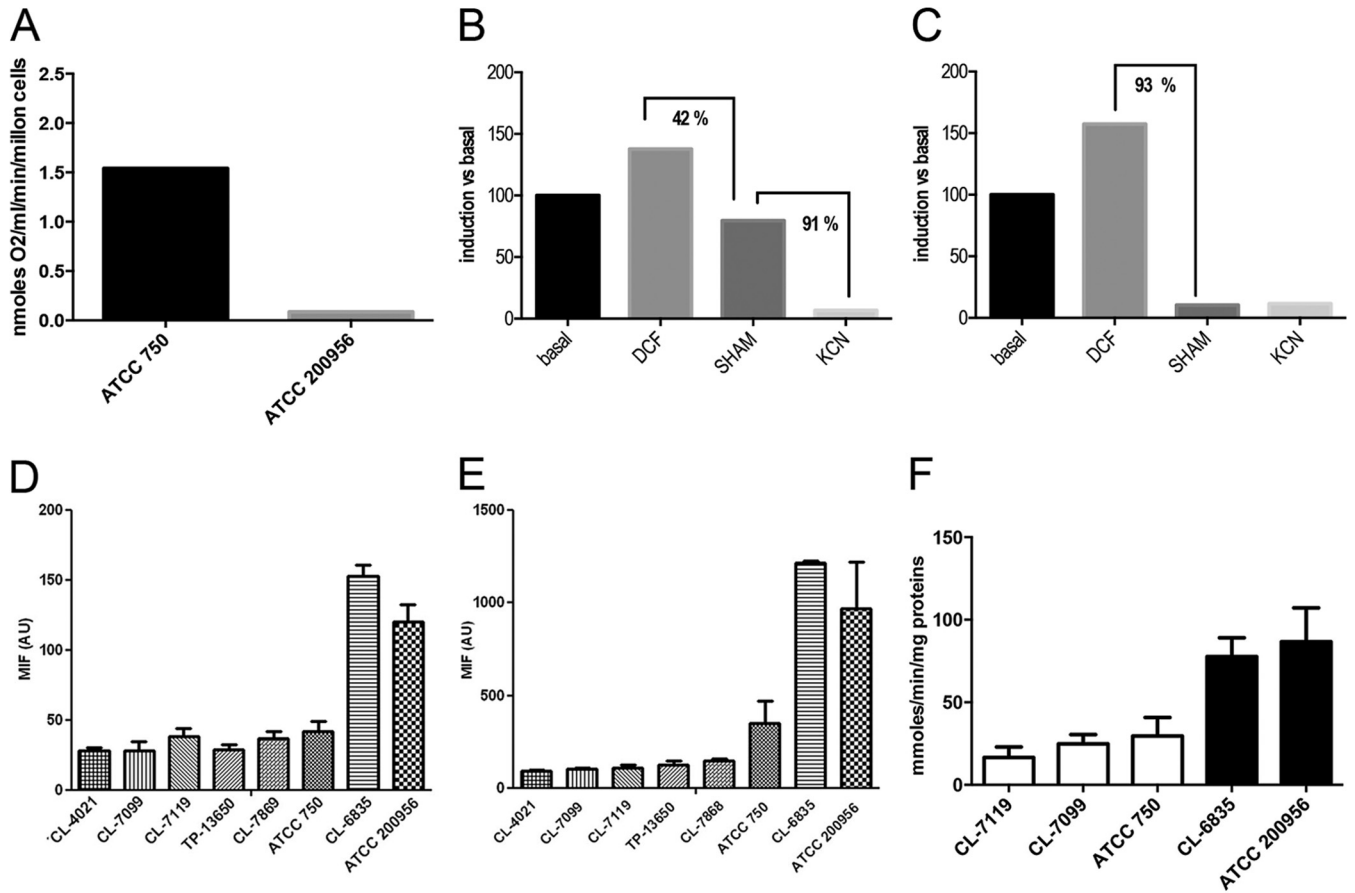 A
nmoles O2/ml/min/millon cells
2.5
2.0
1.5
1.0
0.5
0.0
ATCC 750
ATCC 200956
B
induction vs basal
200
150
100
50
0
42 %
91 %
basal
DCF
SHAM
KCN
C
induction vs basal
200
150
100
50
0
93 %
basal
DCF
SHAM
KCN
D
MIF (AU)
200
150
100
50
0
'CL-4021
CL-7099
CL-7119
TP-13650
CL-7869
ATCC 750
CL-6835
ATCC 200956
E
MIF (AU)
1500
1000
500
0
CL-4021
CL-7099
CL-7119
TP-13650
CL-7868
ATCC 750
CL-6835
ATCC 200956
F
mmoles/min/mg proteins
150
100
50
0
CL-7119
CL-7099
ATCC 750
CL-6835
ATCC 200956